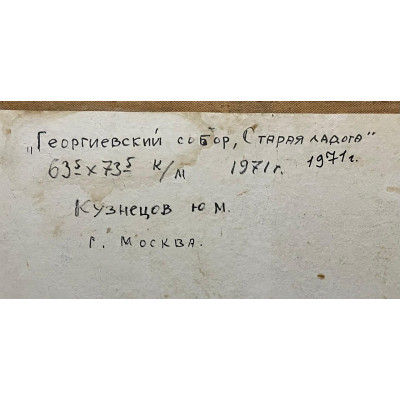 „Георгиевский собор, Старая ладога"
63⁵ х 73⁵ к/м 1971г. 1971г.
Кузнецов ю м.
г. Москва.